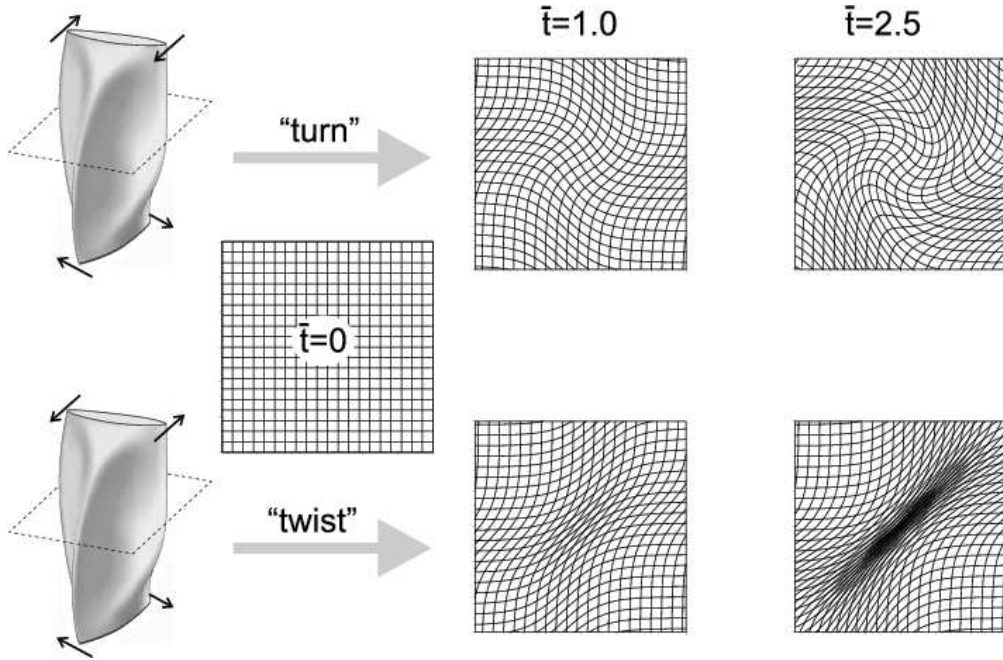 t̄=1.0
t̄=2.5
“turn”
t̄=0
“twist”